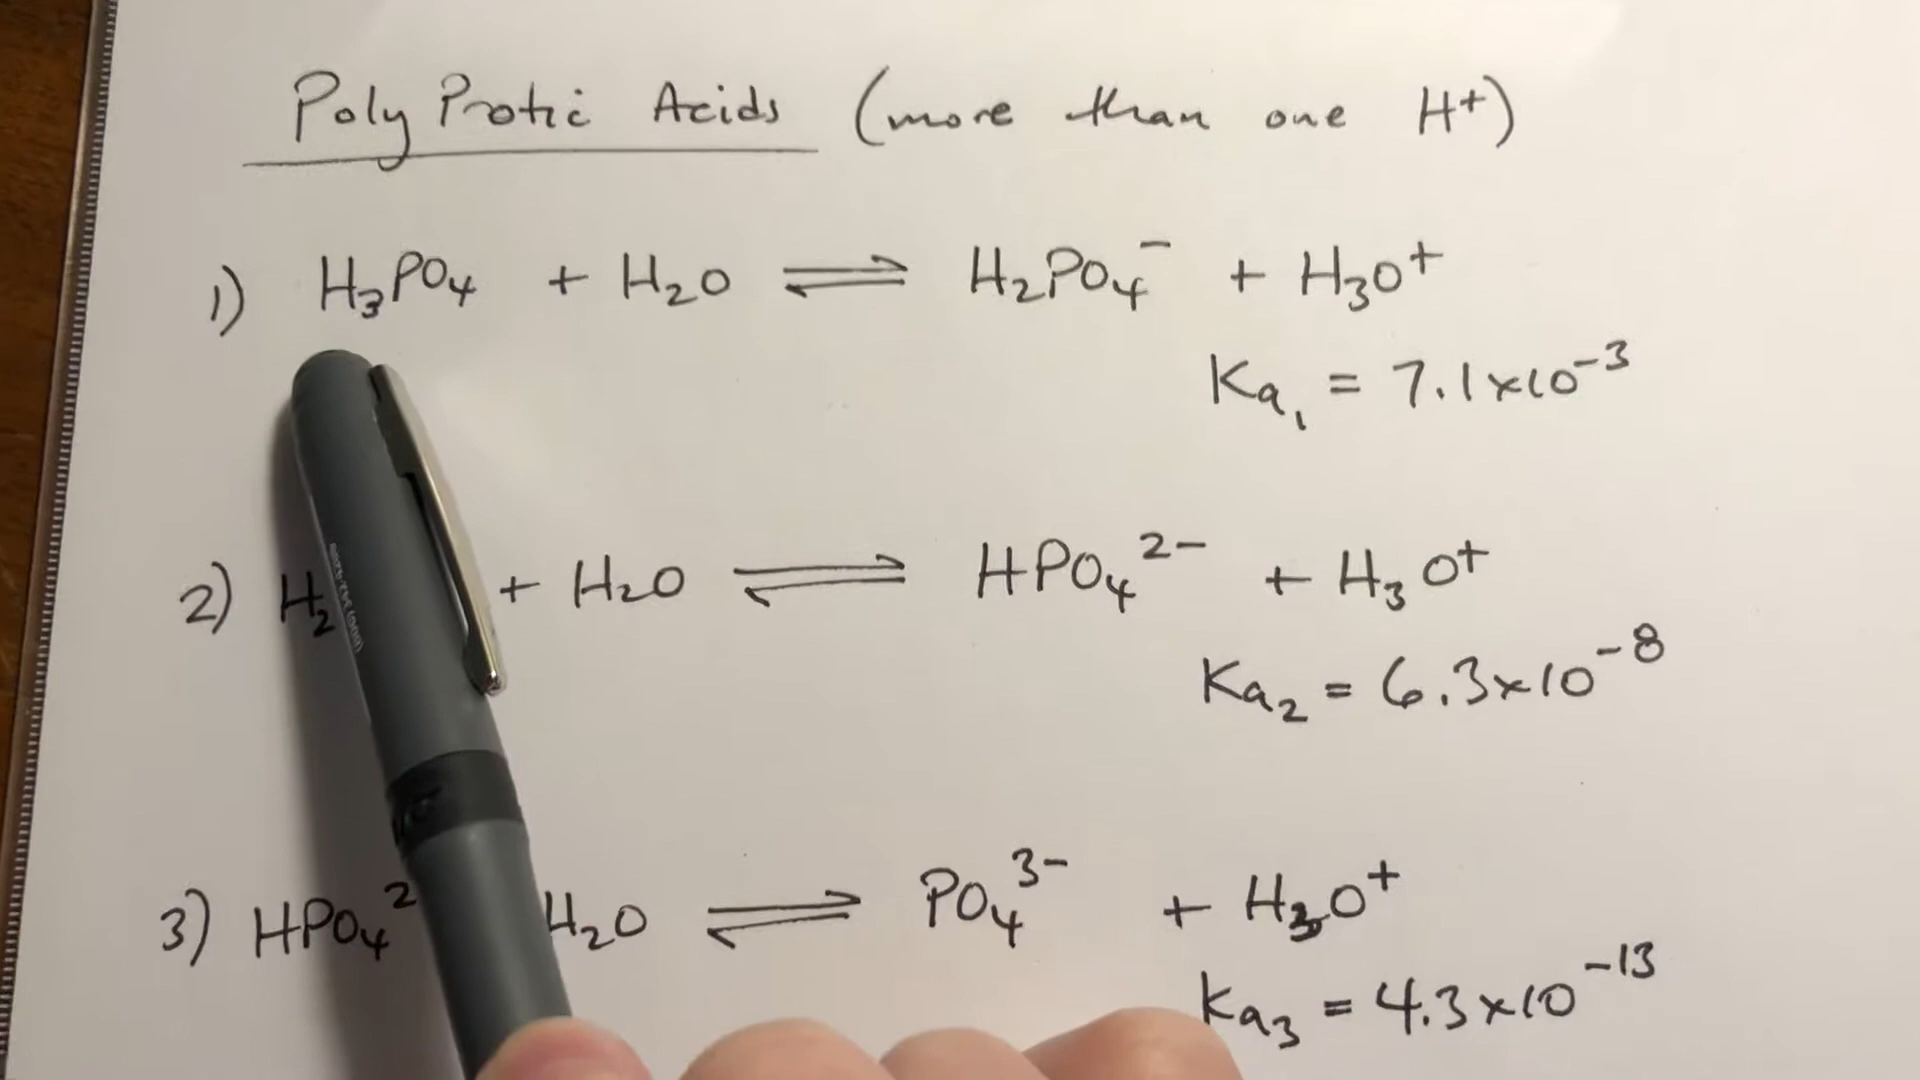 Poly Protic Acids (more than one H⁺)
1) H₃PO₄ + H₂O ⇌ H₂PO₄⁻ + H₃O⁺
Ka₁ = 7.1×10⁻³
2) H₂ + H₂O ⇌ HPO₄²⁻ + H₃O⁺
Ka₂ = 6.3×10⁻⁸
3) HPO₄² H₂O ⇌ PO₄³⁻ + H₃O⁺
Ka₃ = 4.3×10⁻¹³